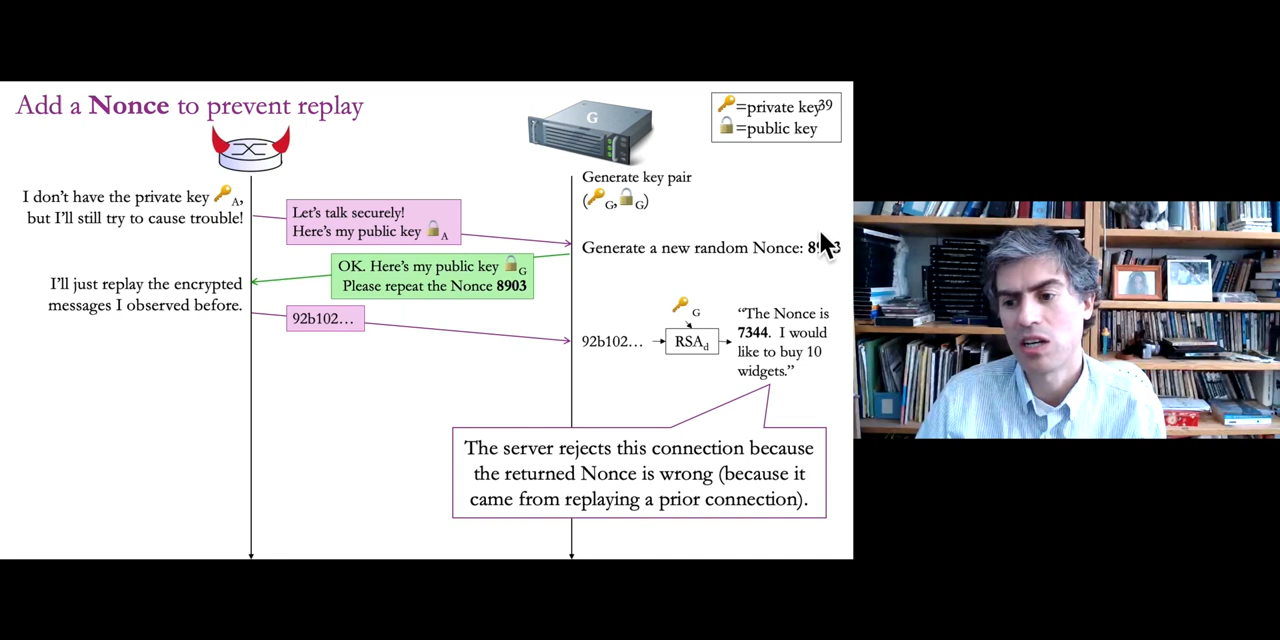 Add a Nonce to prevent replay
G
=private key
39
=public key
Generate key pair
( G, G)
I don't have the private key A,
but I'll still try to cause trouble!
Let's talk securely!
Here's my public key A
Generate a new random Nonce:
OK. Here's my public key G
Please repeat the Nonce 8903
I'll just replay the encrypted
messages I observed before.
92b102...
G
92b102...
RSAd
"The Nonce is
7344. I would
like to buy 10
widgets."
The server rejects this connection because
the returned Nonce is wrong (because it
came from replaying a prior connection).